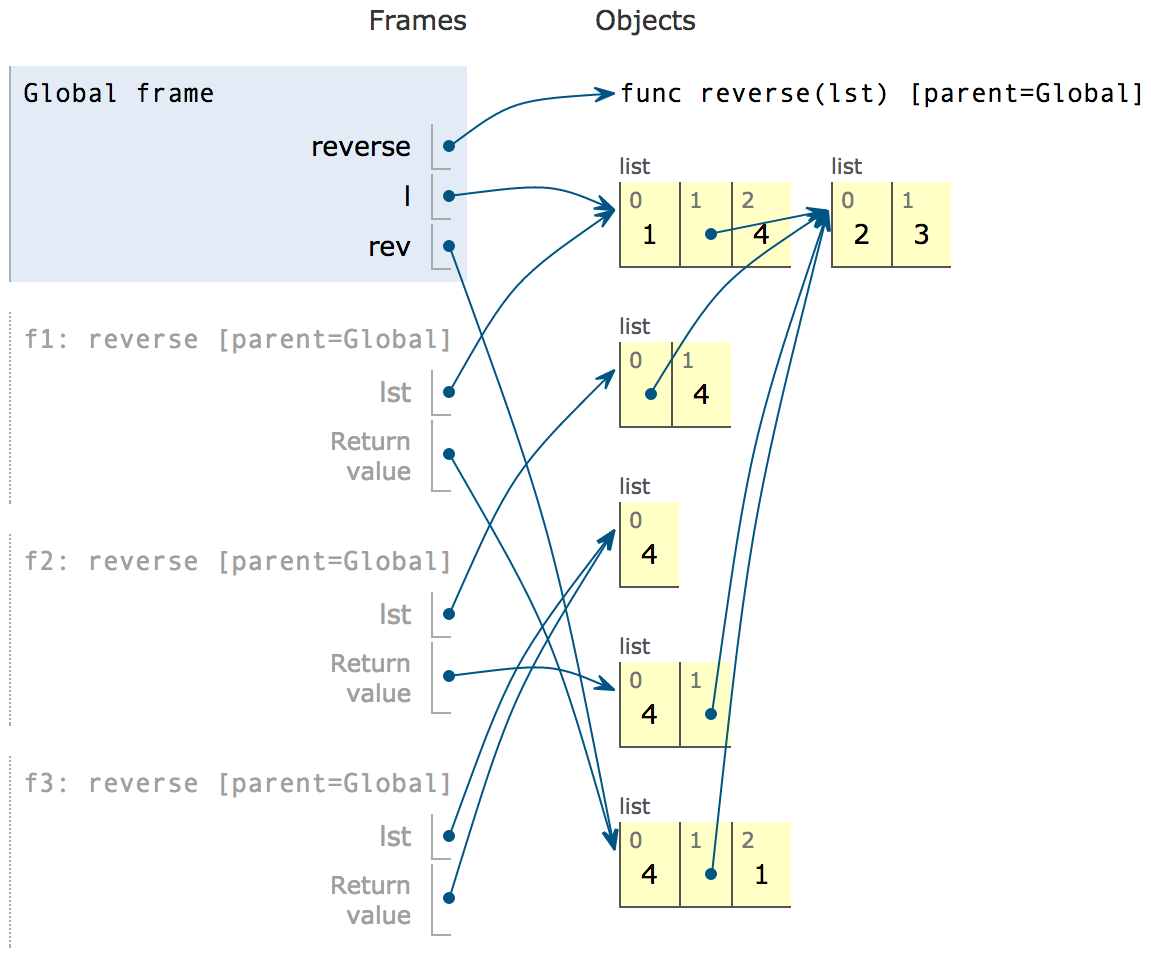 Frames Objects
Global frame
func reverse(lst) [parent=Global]
reverse
l
rev
list
0 1 2
1 4
list
0 1
2 3
f1: reverse [parent=Global]
lst
Return
value
list
0 1
4
f2: reverse [parent=Global]
lst
Return
value
list
0
4
list
0 1
4
f3: reverse [parent=Global]
lst
Return
value
list
0 1 2
4 1